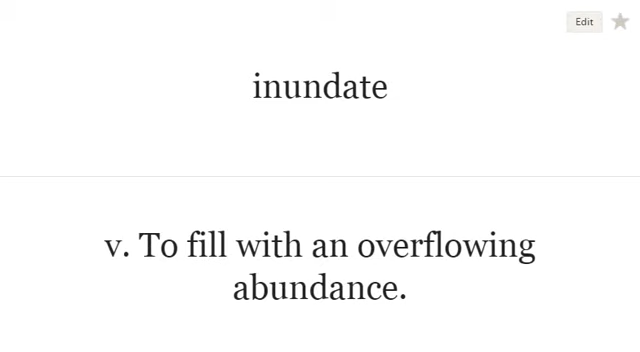 Edit
inundate
v. To fill with an overflowing
abundance.